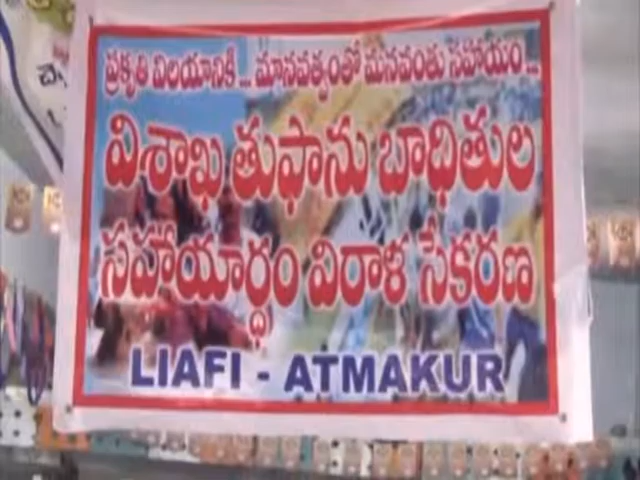 ప్రకృతి విలయానికి... మానవత్వంతో మనవంతు సహాయం...
విశాఖ తుఫాను బాధితుల
సహాయార్ధం విరాళ సేకరణ
LIAFI - ATMAKUR